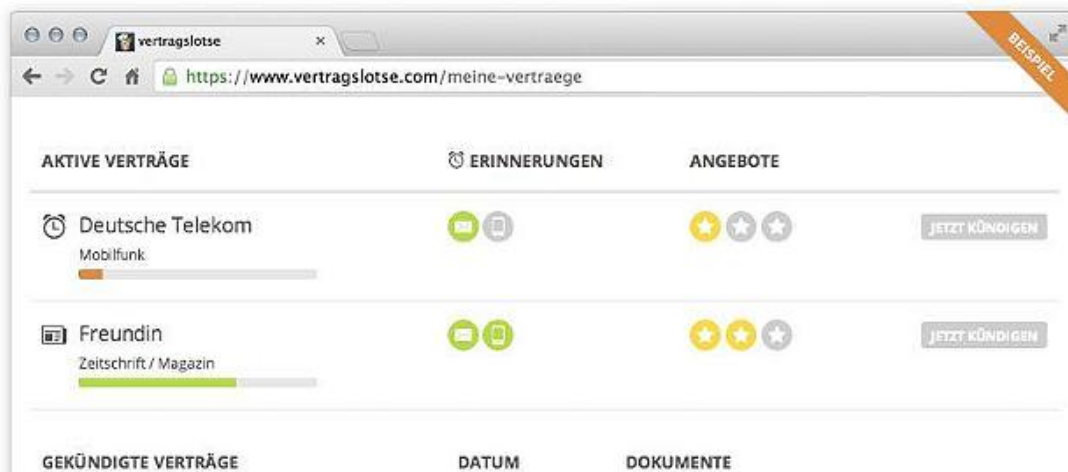 vertragslotse
BEISPIEL
https://www.vertragslotse.com/meine-vertraege
AKTIVE VERTRÄGE ERINNERUNGEN ANGEBOTE
Deutsche Telekom JETZT KÜNDIGEN
Mobilfunk
Freundin JETZT KÜNDIGEN
Zeitschrift / Magazin
GEKÜNDIGTE VERTRÄGE DATUM DOKUMENTE